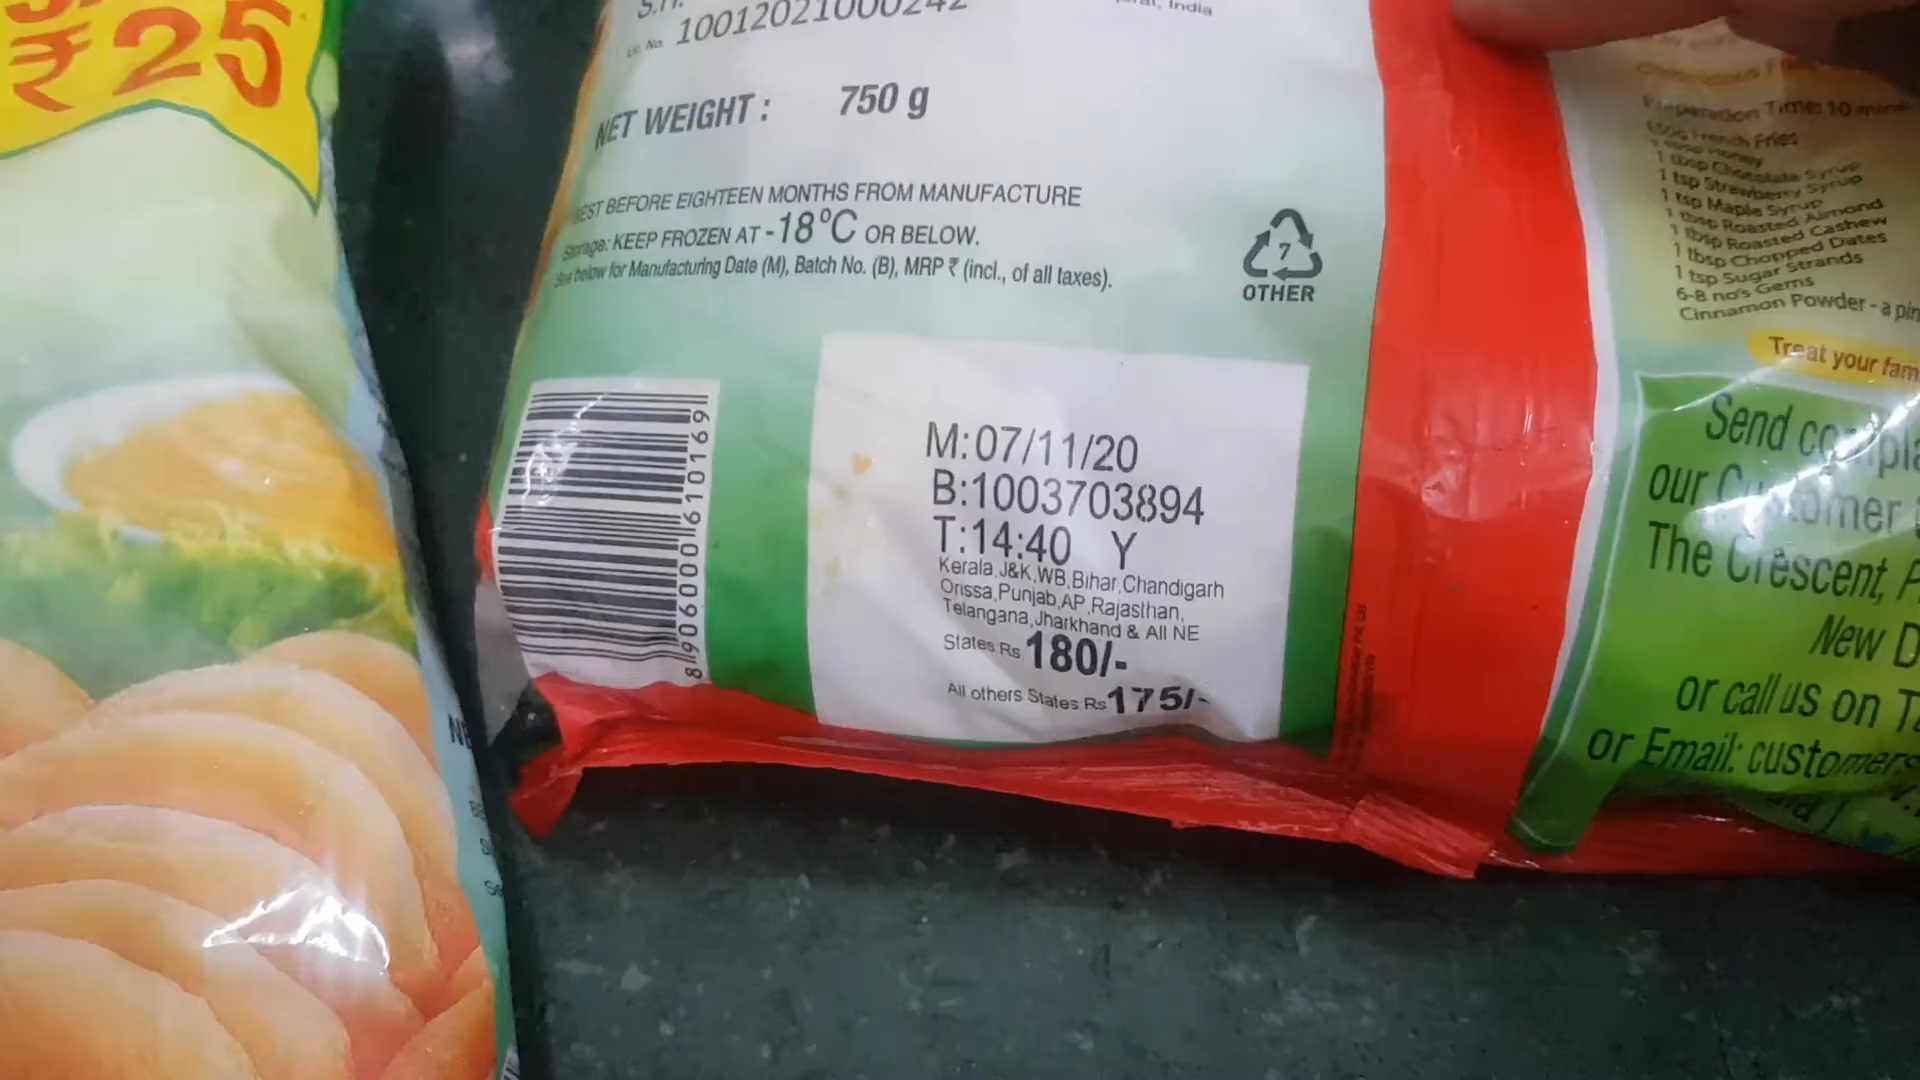 ₹25
Lic. No. 10012021000242
India
NET WEIGHT : 750 g
BEST BEFORE EIGHTEEN MONTHS FROM MANUFACTURE
Storage: KEEP FROZEN AT -18°C OR BELOW.
See below for Manufacturing Date (M), Batch No. (B), MRP ₹ (incl., of all taxes).
7
OTHER
8906000610169
M:07/11/20
B:1003703894
T:14:40 Y
Kerala,J&K,WB,Bihar,Chandigarh
Orissa,Punjab,AP,Rajasthan,
Telangana,Jharkhand & All NE
States:Rs 180/-
All others States:Rs 175/-
Preparation Time: 10 mins
150g French Fries
Honey
1 tbsp Chocolate Syrup
1 tsp Strawberry Syrup
1 tsp Maple Syrup
1 tbsp Roasted Almond
1 tbsp Roasted Cashew
1 tbsp Chopped Dates
1 tsp Sugar Strands
6-8 no's Gems
Cinnamon Powder - a pin
Treat your fam
Send compla
our Customer
The Crescent, P
New D
or call us on T
or Email: customers